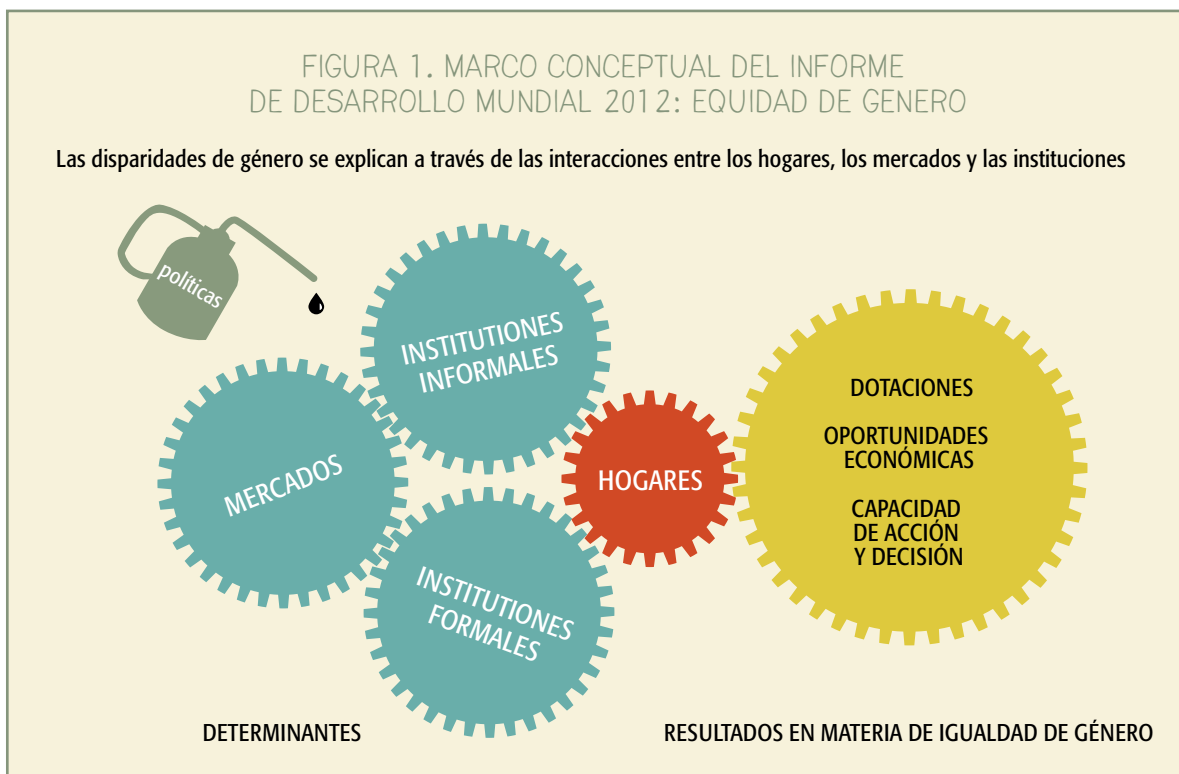 FIGURA 1. MARCO CONCEPTUAL DEL INFORME
DE DESARROLLO MUNDIAL 2012: EQUIDAD DE GENERO
Las disparidades de género se explican a través de las interacciones entre los hogares, los mercados y las instituciones
políticas
INSTITUTIONES
INFORMALES
MERCADOS
INSTITUTIONES
FORMALES
HOGARES
DOTACIONES
OPORTUNIDADES
ECONÓMICAS
CAPACIDAD
DE ACCIÓN
Y DECISIÓN
DETERMINANTES
RESULTADOS EN MATERIA DE IGUALDAD DE GÉNERO